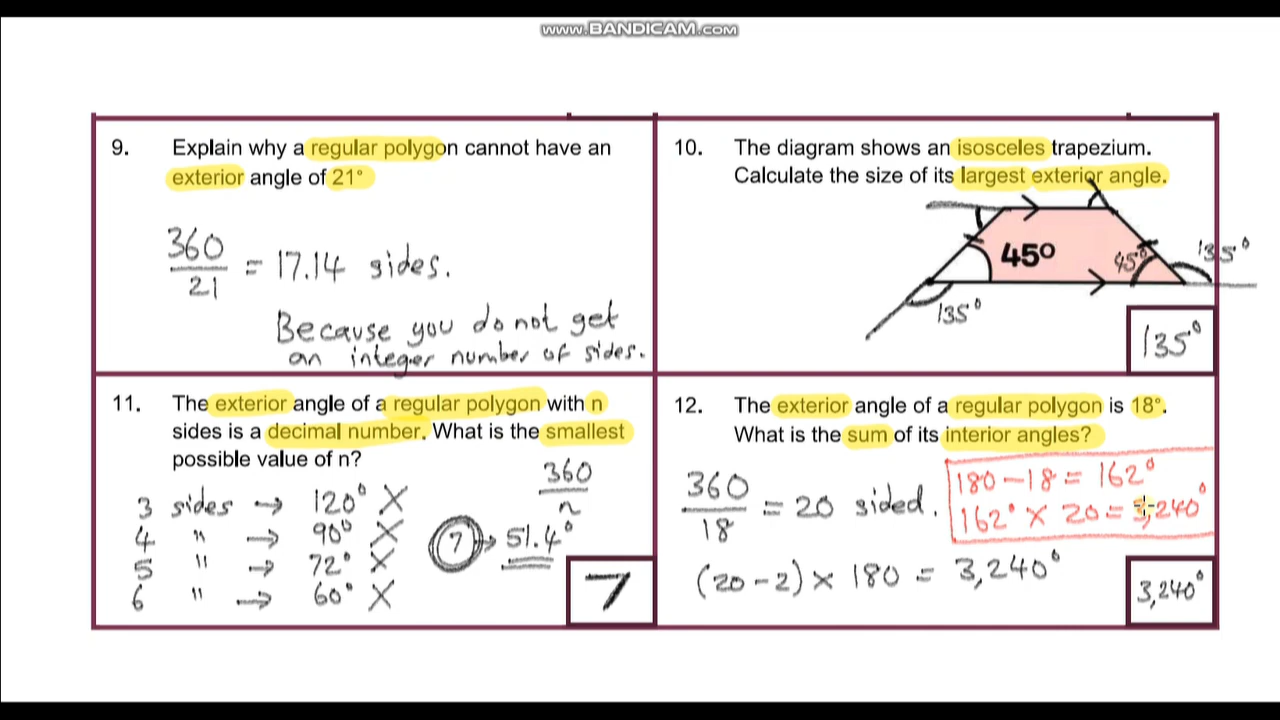 www.BANDICAM.com
9. Explain why a regular polygon cannot have an
exterior angle of 21°
360
21
= 17.14 sides.
Because you do not get
an integer number of sides.
10. The diagram shows an isosceles trapezium.
Calculate the size of its largest exterior angle.
45°
45°
135°
135°
135°
11. The exterior angle of a regular polygon with n
sides is a decimal number. What is the smallest
possible value of n?
360
n
3 sides → 120° X
4 " → 90° X
5 " → 72° X
6 " → 60° X
7 → 51.4°
7
12. The exterior angle of a regular polygon is 18°.
What is the sum of its interior angles?
360
18
= 20 sided.
180 - 18 = 162°
162° × 20 = 3,240°
(20 - 2) × 180 = 3,240°
3,240°